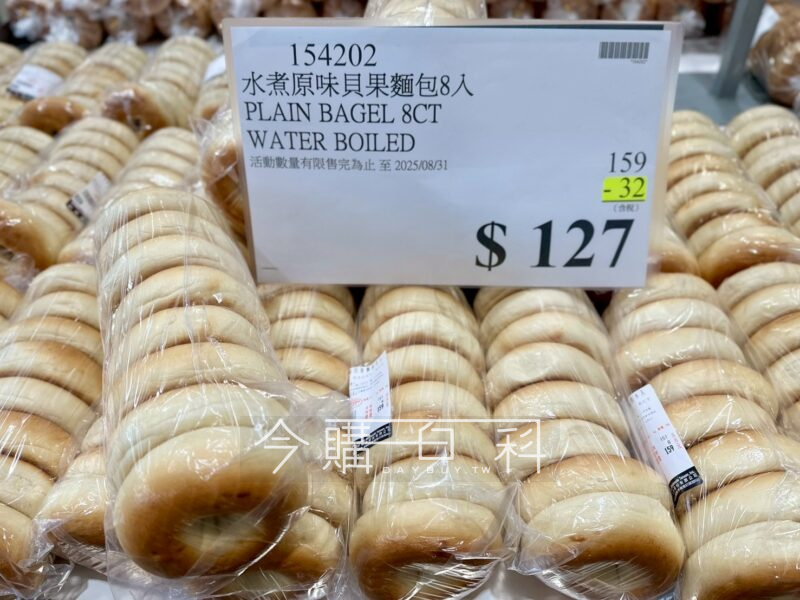 154202
水煮原味貝果麵包8入
PLAIN BAGEL 8CT
WATER BOILED
活動數量有限售完為止 至 2025/08/31
159
- 32
(含稅)
$ 127
今購百科
159